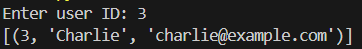 Enter user ID: 3
[(3, 'Charlie', 'charlie@example.com')]